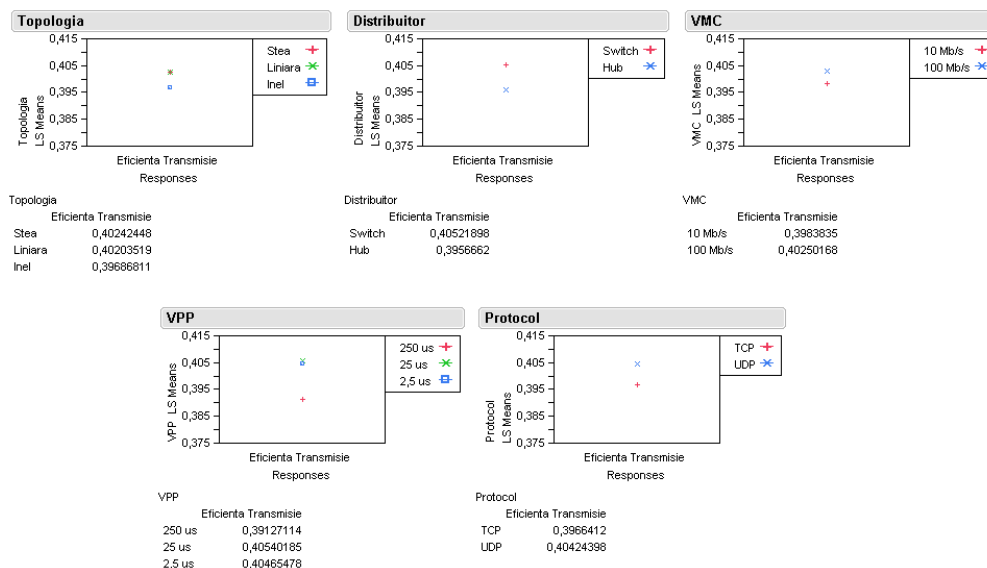 Topologia
0,415
0,405
0,395
0,385
0,375
Topologia
LS Means
Eficienta Transmisie
Responses
Stea
Liniara
Inel
Topologia
Eficienta Transmisie
Stea 0,40242448
Liniara 0,40203519
Inel 0,39686811
Distribuitor
0,415
0,405
0,395
0,385
0,375
Distribuitor
LS Means
Eficienta Transmisie
Responses
Switch
Hub
Distribuitor
Eficienta Transmisie
Switch 0,40521898
Hub 0,3956662
VMC
0,415
0,405
0,395
0,385
0,375
VMC LS Means
Eficienta Transmisie
Responses
10 Mb/s
100 Mb/s
VMC
Eficienta Transmisie
10 Mb/s 0,3983835
100 Mb/s 0,40250168
VPP
0,415
0,405
0,395
0,385
0,375
VPP LS Means
Eficienta Transmisie
Responses
250 us
25 us
2,5 us
VPP
Eficienta Transmisie
250 us 0,39127114
25 us 0,40540185
2,5 us 0,40465478
Protocol
0,415
0,405
0,395
0,385
0,375
Protocol
LS Means
Eficienta Transmisie
Responses
TCP
UDP
Protocol
Eficienta Transmisie
TCP 0,3966412
UDP 0,40424398